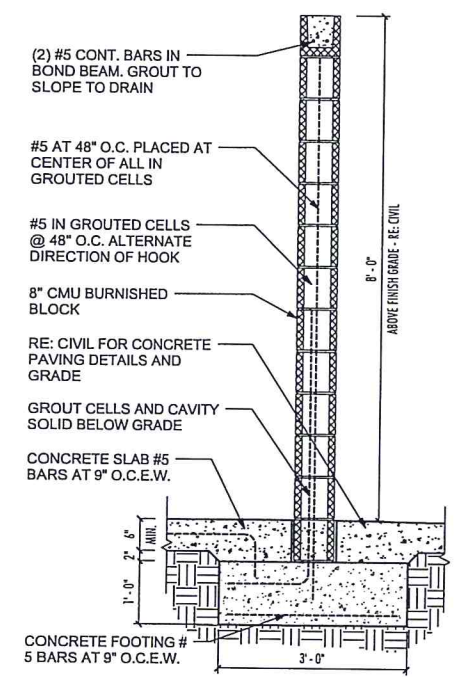 (2) #5 CONT. BARS IN
BOND BEAM. GROUT TO
SLOPE TO DRAIN
#5 AT 48" O.C. PLACED AT
CENTER OF ALL IN
GROUTED CELLS
#5 IN GROUTED CELLS
@ 48" O.C. ALTERNATE
DIRECTION OF HOOK
8" CMU BURNISHED
BLOCK
RE: CIVIL FOR CONCRETE
PAVING DETAILS AND
GRADE
GROUT CELLS AND CAVITY
SOLID BELOW GRADE
CONCRETE SLAB #5
BARS AT 9" O.C.E.W.
CONCRETE FOOTING #
5 BARS AT 9" O.C.E.W.
8' - 0"
ABOVE FINISH GRADE - RE: CIVIL
6"
MIN.
2"
1' - 0"
3' - 0"